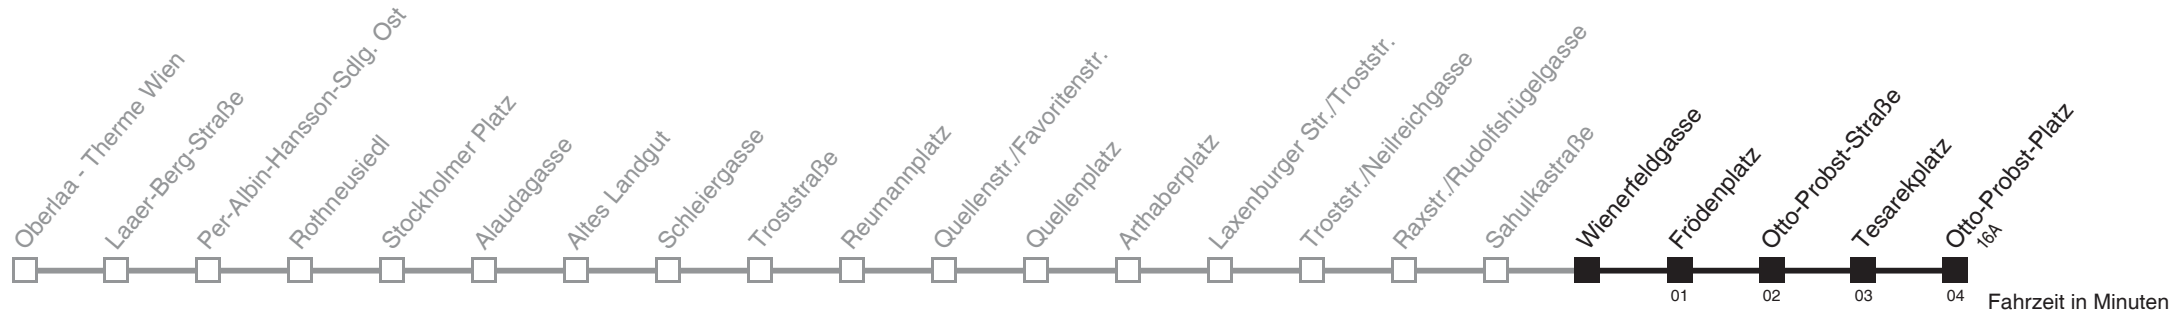 Oberlaa - Therme Wien
Laaer-Berg-Straße
Per-Albin-Hansson-Sdlg. Ost
Rothneusiedl
Stockholmer Platz
Alaudagasse
Altes Landgut
Schleiergasse
Troststraße
Reumannplatz
Quellenstr./Favoritenstr.
Quellenplatz
Arthaberplatz
Laxenburger Str./Troststr.
Troststr./Neilreichgasse
Raxstr./Rudolfshügelgasse
Sahulkastraße
Wienerfeldgasse
Frödenplatz
Otto-Probst-Straße
Tesarekplatz
Otto-Probst-Platz
16A
01 02 03 04
Fahrzeit in Minuten